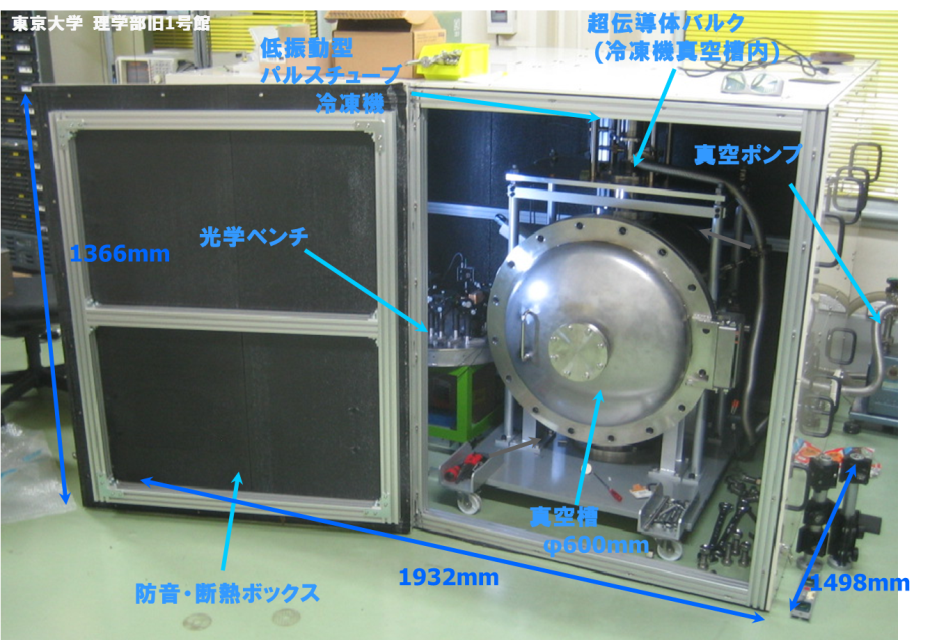 東京大学 理学部旧1号館
低振動型
パルスチューブ
冷凍機
超伝導体バルク
(冷凍機真空槽内)
真空ポンプ
光学ベンチ
1366mm
真空槽
φ600mm
防音・断熱ボックス
1932mm
1498mm